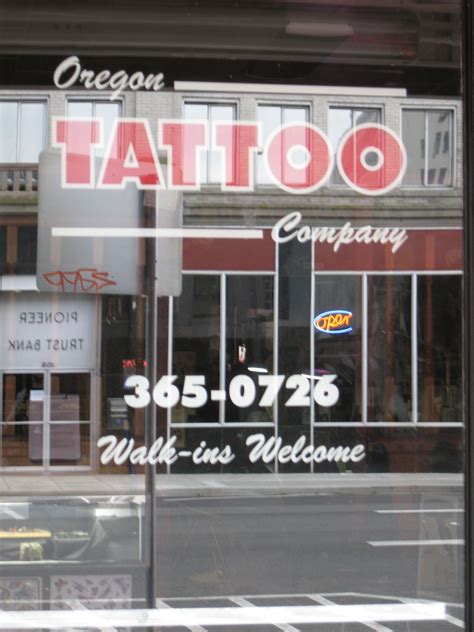 Oregon
TATTOO
Company
Open
PIONEER
TRUST BANK
365-0726
Walk-ins Welcome